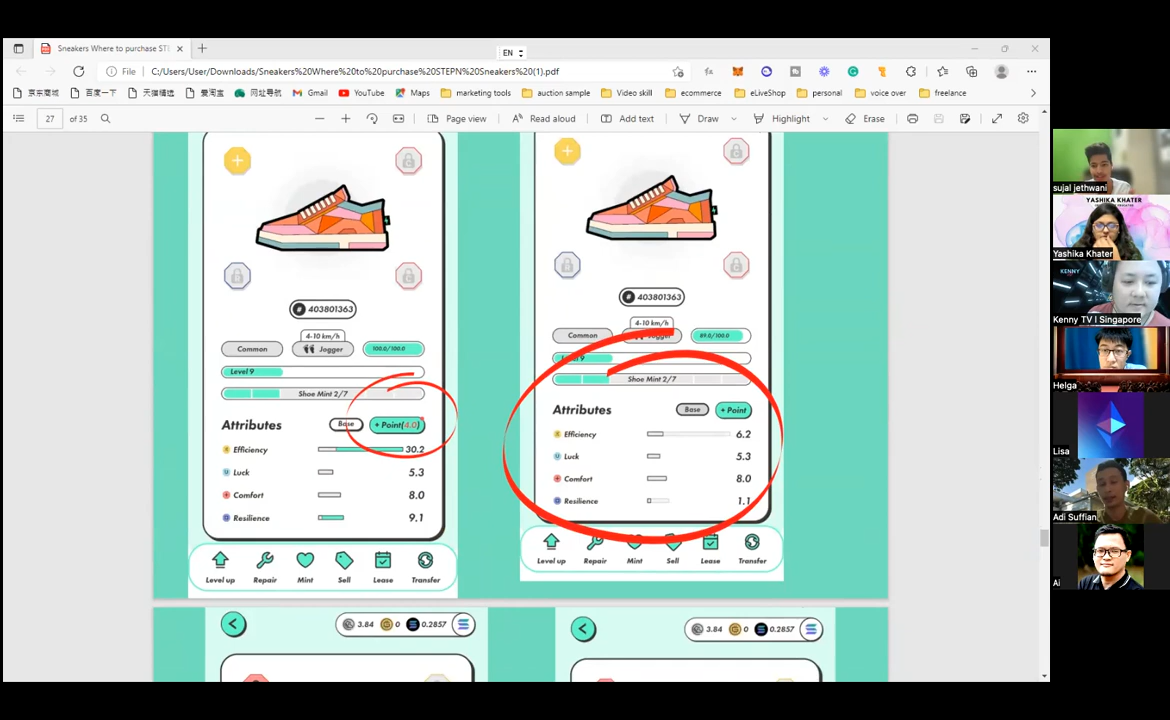 Sneakers Where to purchase STE
EN
File
C:/Users/User/Downloads/Sneakers%20Where%20to%20purchase%20STEPN%20Sneakers%20(1).pdf
京东商城 百度一下 天猫精选 爱淘宝 网址导航 Gmail YouTube Maps marketing tools auction sample Video skill ecommerce eLiveShop personal voice over freelance
27 of 35 Page view Read aloud Add text Draw Highlight Erase
# 403801363
4-10 km/h
Common Jogger 100.0/100.0
Level 9
Shoe Mint 2/7
Attributes Base + Point(4.0)
Efficiency 30.2
Luck 5.3
Comfort 8.0
Resilience 9.1
Level up Repair Mint Sell Lease Transfer
# 403801363
4-10 km/h
Common Jogger 89.0/100.0
Level 9
Shoe Mint 2/7
Attributes Base + Point
Efficiency 6.2
Luck 5.3
Comfort 8.0
Resilience 1.1
Level up Repair Mint Sell Lease Transfer
3.84 0 0.2857
3.84 0 0.2857
sujal jethwani
YASHIKA KHATER
Yashika Khater
KENNY
Kenny TV I Singapore
Helga
Lisa
Adi Suffian
Ai